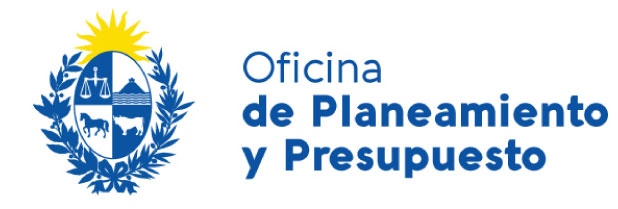 Oficina
de Planeamiento
y Presupuesto